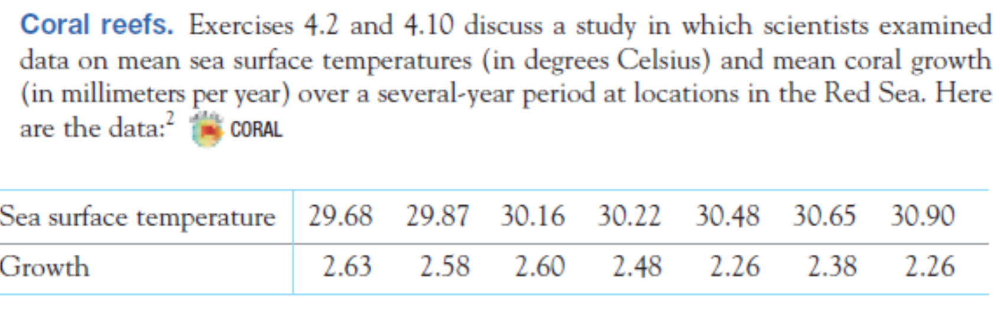 Coral reefs. Exercises 4.2 and 4.10 discuss a study in which scientists examined
data on mean sea surface temperatures (in degrees Celsius) and mean coral growth
(in millimeters per year) over a several-year period at locations in the Red Sea. Here
are the data:2 CORAL
Sea surface temperature 29.68 29.87 30.16 30.22 30.48 30.65 30.90
Growth 2.63 2.58 2.60 2.48 2.26 2.38 2.26